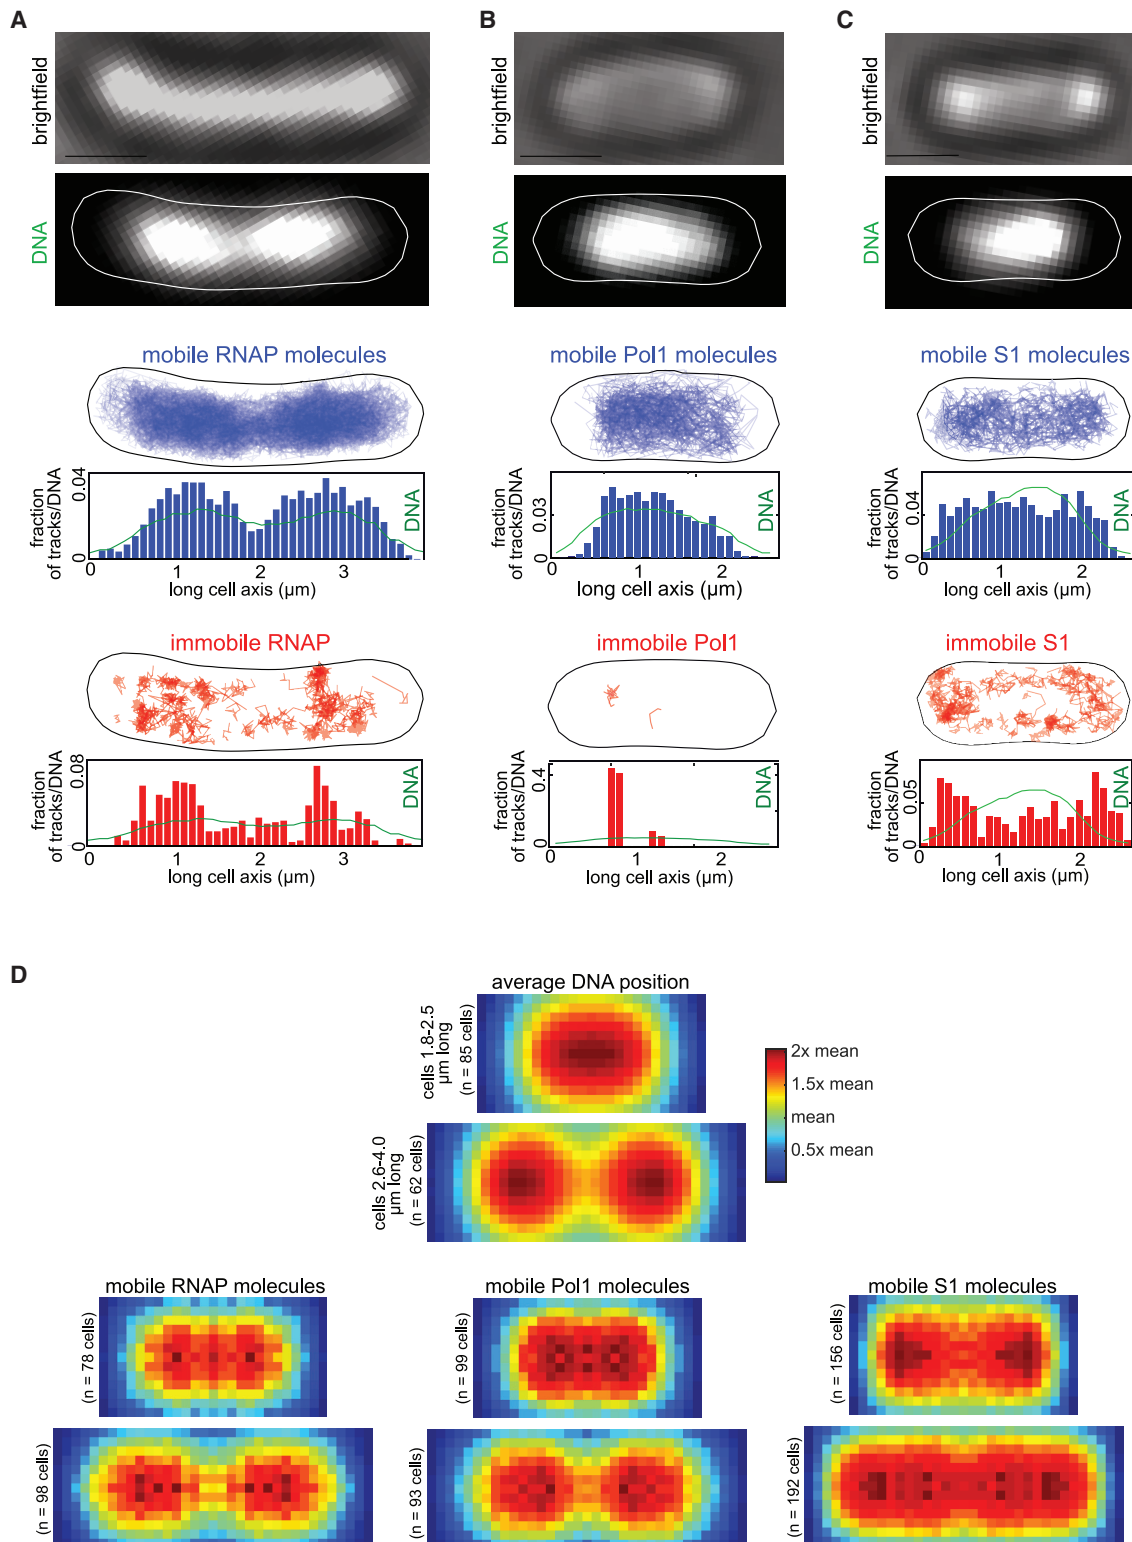 A
brightfield
DNA
mobile RNAP molecules
fraction
of tracks/DNA
0.04
0
DNA
0 1 2 3
long cell axis (µm)
immobile RNAP
fraction
of tracks/DNA
0.08
0
DNA
0 1 2 3
long cell axis (µm)
B
brightfield
DNA
mobile Pol1 molecules
fraction
of tracks/DNA
0.03
0
DNA
0 1 2
long cell axis (µm)
immobile Pol1
fraction
of tracks/DNA
0.4
0
DNA
0 1 2
long cell axis (µm)
C
brightfield
DNA
mobile S1 molecules
fraction
of tracks/DNA
0.04
0
DNA
0 1 2
long cell axis (µm)
immobile S1
fraction
of tracks/DNA
0.05
0
DNA
0 1 2
long cell axis (µm)
D
average DNA position
cells 1.8-2.5
µm long
(n = 85 cells)
cells 2.6-4.0
µm long
(n = 62 cells)
2x mean
1.5x mean
mean
0.5x mean
mobile RNAP molecules
(n = 78 cells)
(n = 98 cells)
mobile Pol1 molecules
(n = 99 cells)
(n = 93 cells)
mobile S1 molecules
(n = 156 cells)
(n = 192 cells)